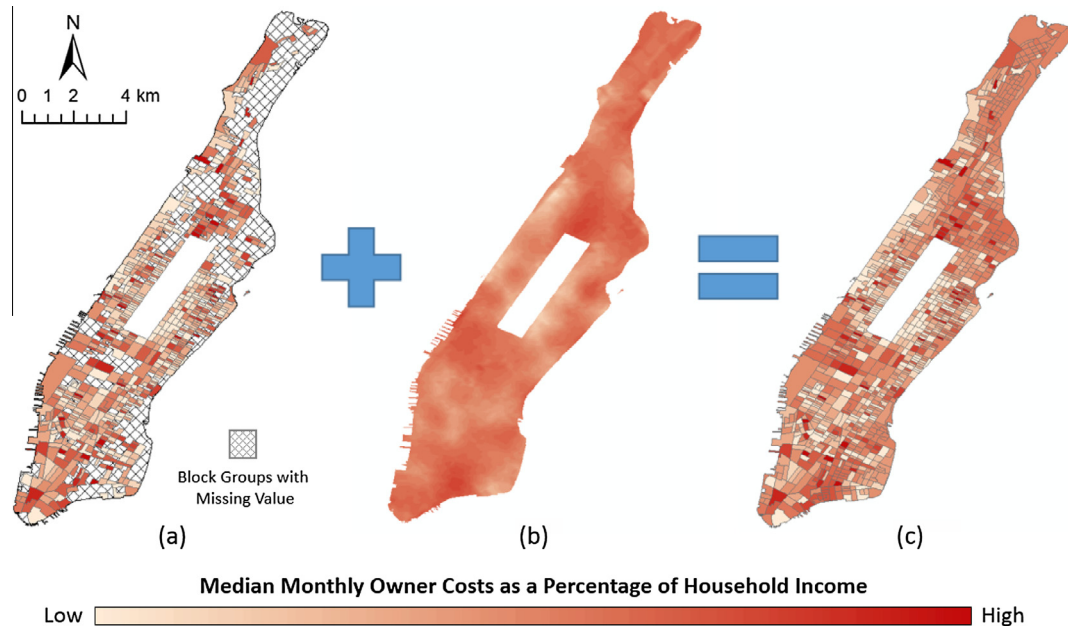 N
0 1 2 4 km
Block Groups with
Missing Value
(a)
(b)
(c)
Median Monthly Owner Costs as a Percentage of Household Income
Low
High